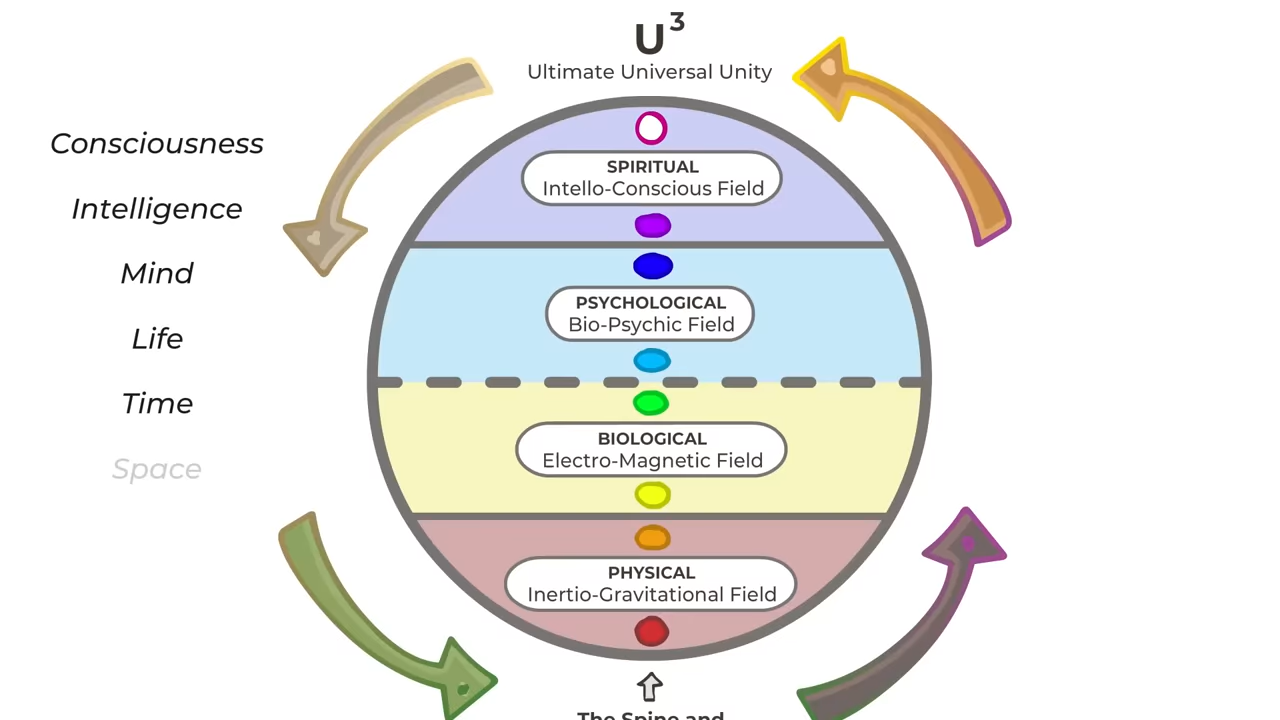 U³
Ultimate Universal Unity
Consciousness
Intelligence
Mind
Life
Time
Space
SPIRITUAL
Intello-Conscious Field
PSYCHOLOGICAL
Bio-Psychic Field
BIOLOGICAL
Electro-Magnetic Field
PHYSICAL
Inertio-Gravitational Field
The Spine and